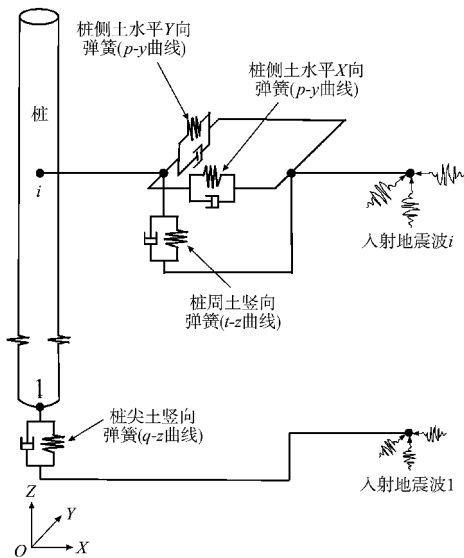 桩侧土水平Y向
弹簧(p-y曲线)
桩侧土水平X向
弹簧(p-y曲线)
桩
i
入射地震波i
桩周土竖向
弹簧(t-z曲线)
1
桩尖土竖向
弹簧(q-z曲线)
入射地震波1
Z
Y
O
X